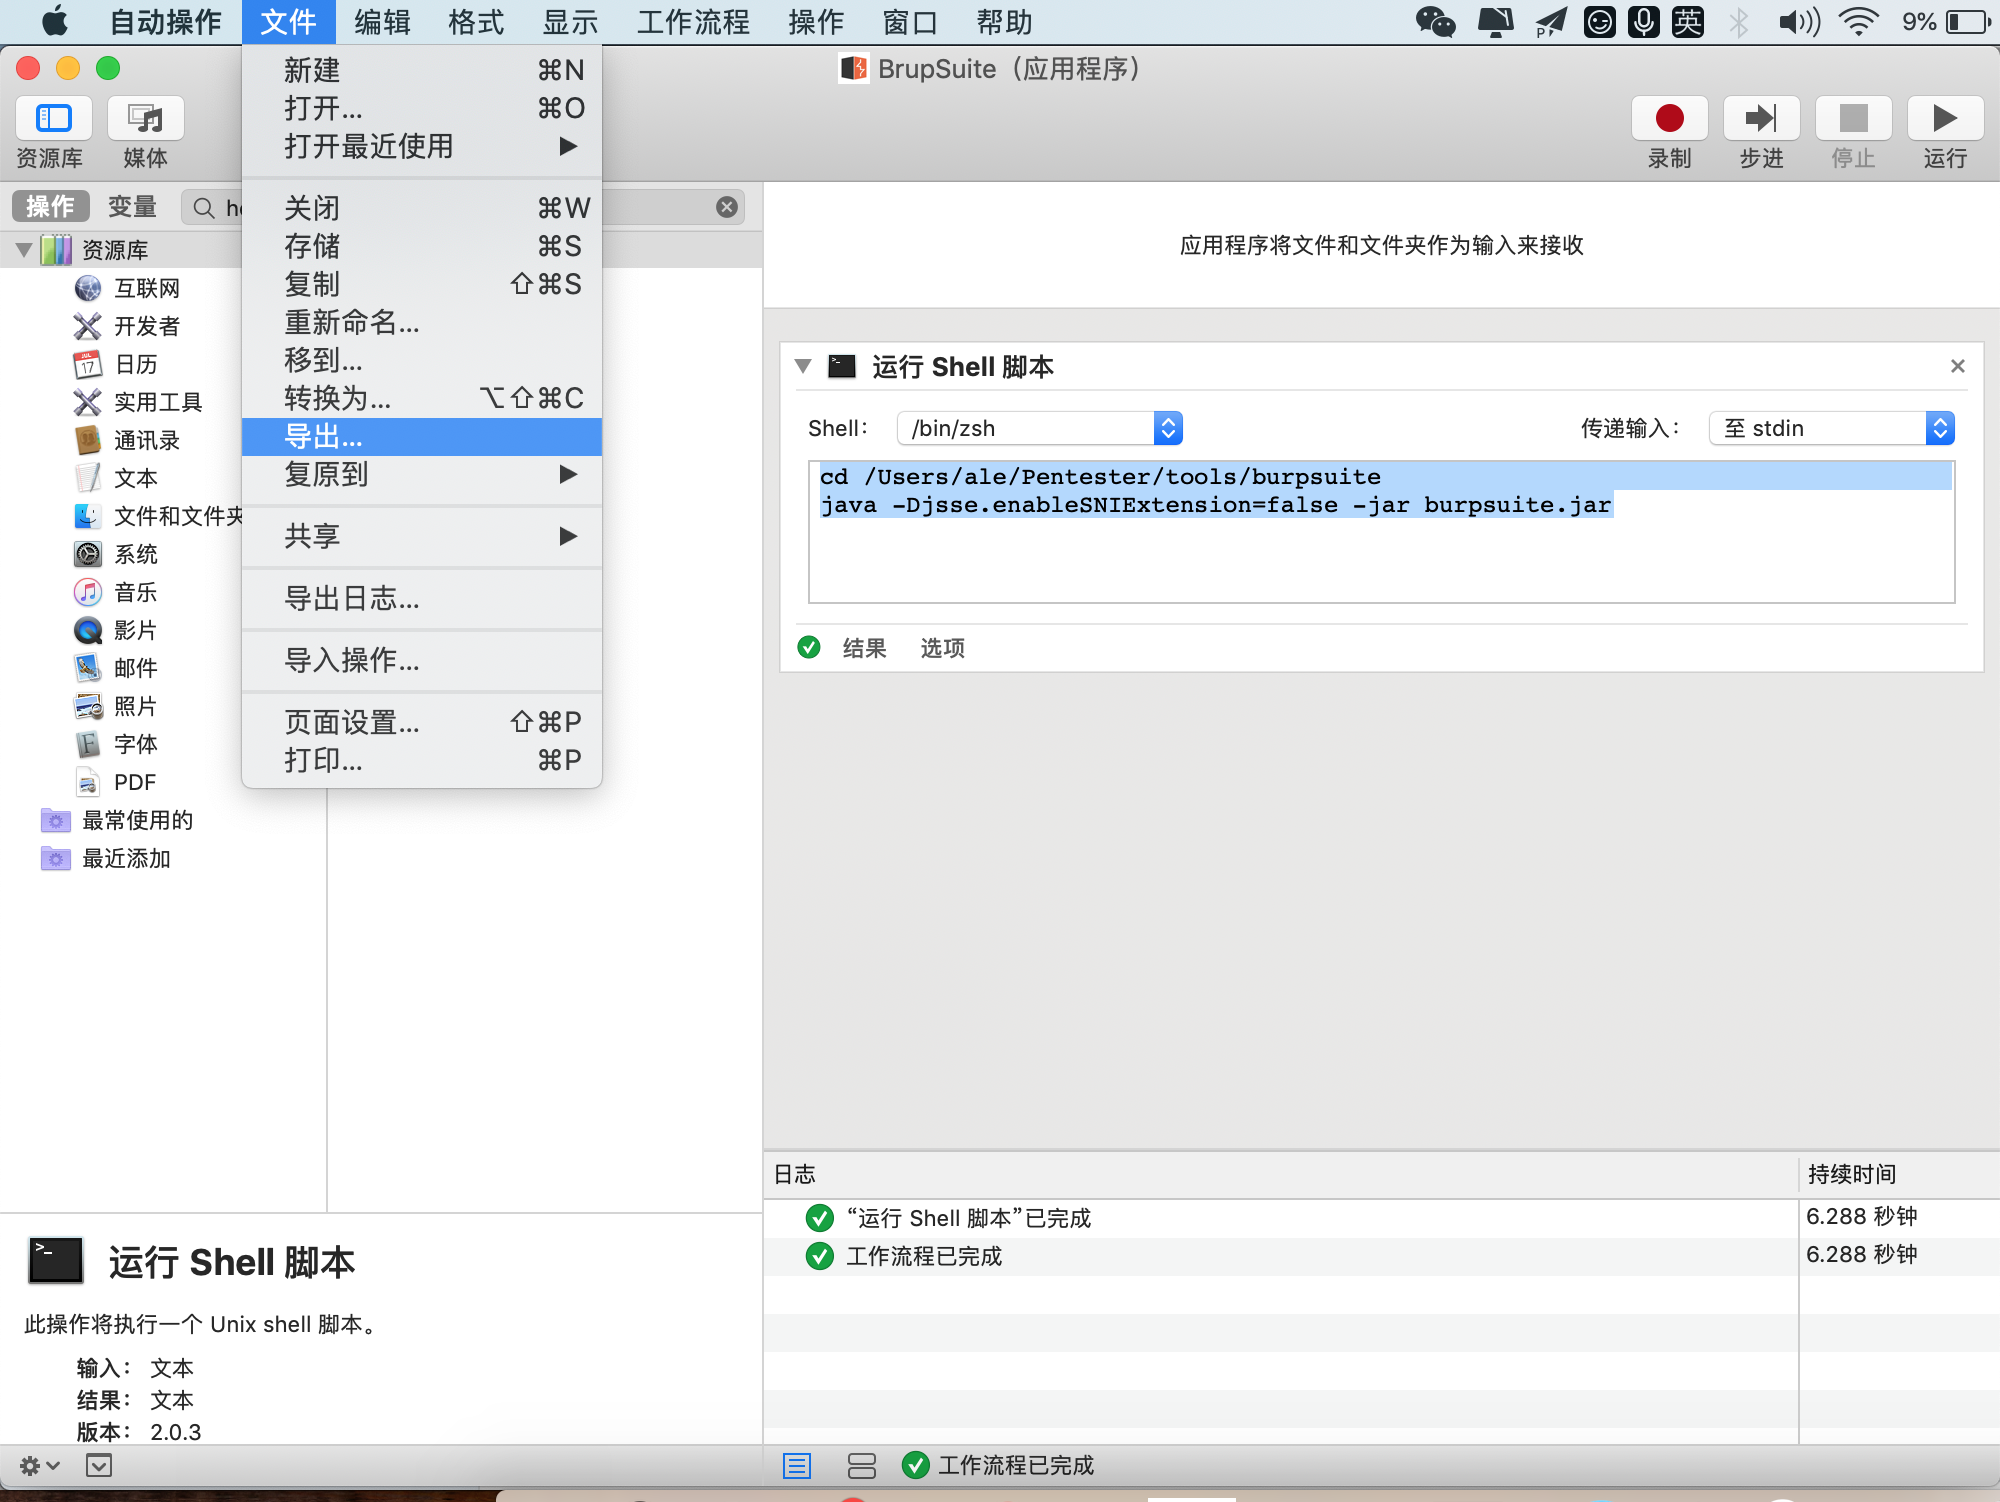 自动操作 文件 编辑 格式 显示 工作流程 操作 窗口 帮助 英 9%
BrupSuite（应用程序）
资源库 媒体 录制 步进 停止 运行
新建 ⌘N
打开... ⌘O
打开最近使用 ▶
关闭 ⌘W
存储 ⌘S
复制 ⇧⌘S
重新命名...
移到...
转换为... ⌥⇧⌘C
导出...
复原到 ▶
共享 ▶
导出日志...
导入操作...
页面设置... ⇧⌘P
打印... ⌘P
操作 变量
资源库
互联网
开发者
JUL
17
日历
实用工具
通讯录
文本
文件和文件夹
系统
音乐
影片
邮件
照片
字体
PDF
最常使用的
最近添加
应用程序将文件和文件夹作为输入来接收
运行 Shell 脚本
Shell： /bin/zsh 传递输入： 至 stdin
cd /Users/ale/Pentester/tools/burpsuite
java -Djsse.enableSNIExtension=false -jar burpsuite.jar
结果 选项
日志 持续时间
“运行 Shell 脚本”已完成 6.288 秒钟
工作流程已完成 6.288 秒钟
运行 Shell 脚本
此操作将执行一个 Unix shell 脚本。
输入： 文本
结果： 文本
版本： 2.0.3
工作流程已完成